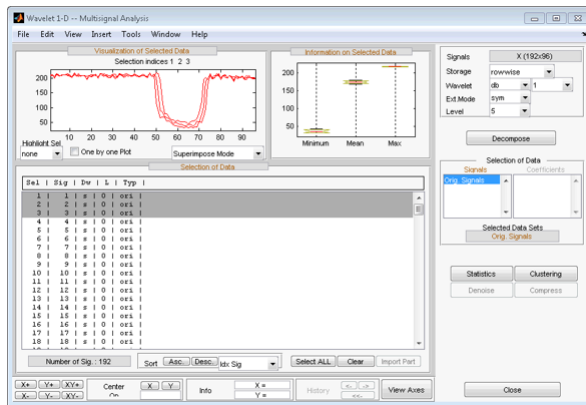 Wavelet 1-D -- Multisignal Analysis
File Edit View Insert Tools Window Help
Visualization of Selected Data
Selection indices 1 2 3
200
150
100
50
10 20 30 40 50 60 70 80 90
Highlight Sel
none
One by one Plot
Superimpose Mode
Information on Selected Data
200
150
100
50
Minimum Mean Max
Selection of Data
Sel | Sig | Dw | L | Typ |
1 | 1 | s | 0 | ori |
2 | 2 | s | 0 | ori |
3 | 3 | s | 0 | ori |
4 | 4 | s | 0 | ori |
5 | 5 | s | 0 | ori |
6 | 6 | s | 0 | ori |
7 | 7 | s | 0 | ori |
8 | 8 | s | 0 | ori |
9 | 9 | s | 0 | ori |
10 | 10 | s | 0 | ori |
11 | 11 | s | 0 | ori |
12 | 12 | s | 0 | ori |
13 | 13 | s | 0 | ori |
14 | 14 | s | 0 | ori |
15 | 15 | s | 0 | ori |
16 | 16 | s | 0 | ori |
17 | 17 | s | 0 | ori |
18 | 18 | s | 0 | ori |
Number of Sig. : 192
Sort Asc. Desc. Idx Sig
Select ALL Clear Import Part
X+ Y+ XY+
X- Y- XY-
Center
On
X Y
Info
X =
Y =
History
<- ->
<<-
View Axes
Signals X (192x96)
Storage rowwise
Wavelet db 1
Ext.Mode sym
Level 5
Decompose
Selection of Data
Signals Coefficients
Orig. Signals
Selected Data Sets
Orig. Signals
Statistics Clustering
Denoise Compress
Close